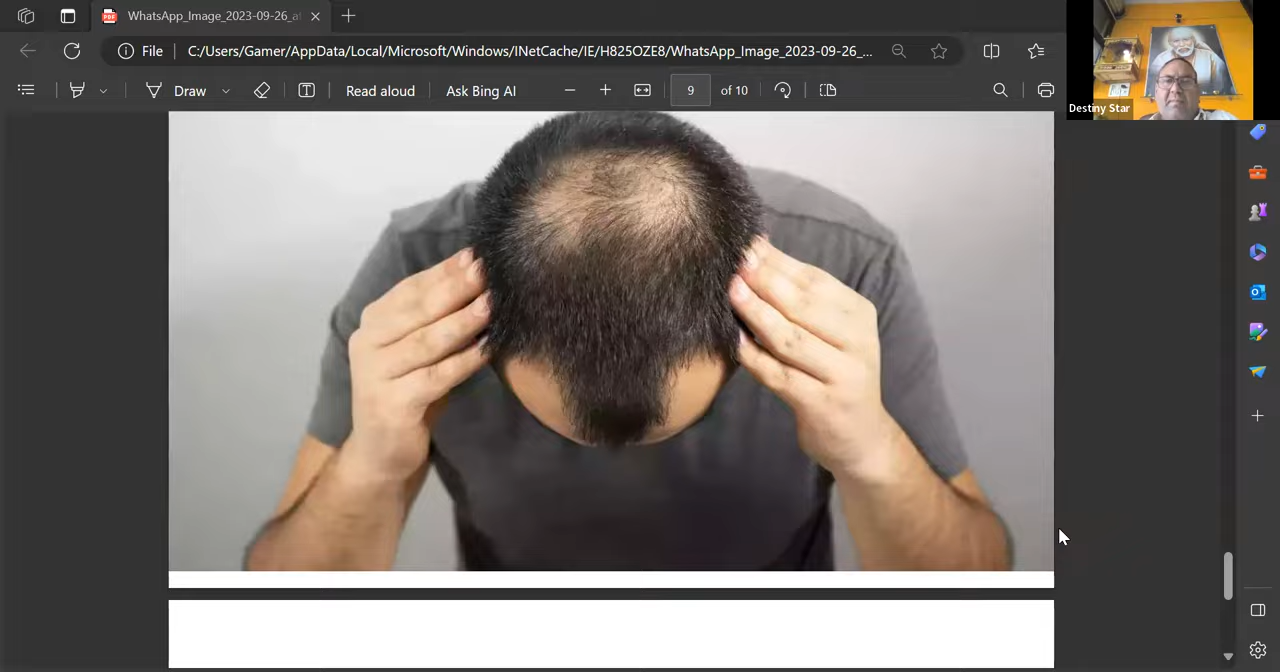 WhatsApp_Image_2023-09-26_at
File
C:/Users/Gamer/AppData/Local/Microsoft/Windows/INetCache/IE/H825OZE8/WhatsApp_Image_2023-09-26_...
Draw
Read aloud
Ask Bing AI
9
of 10
Destiny Star